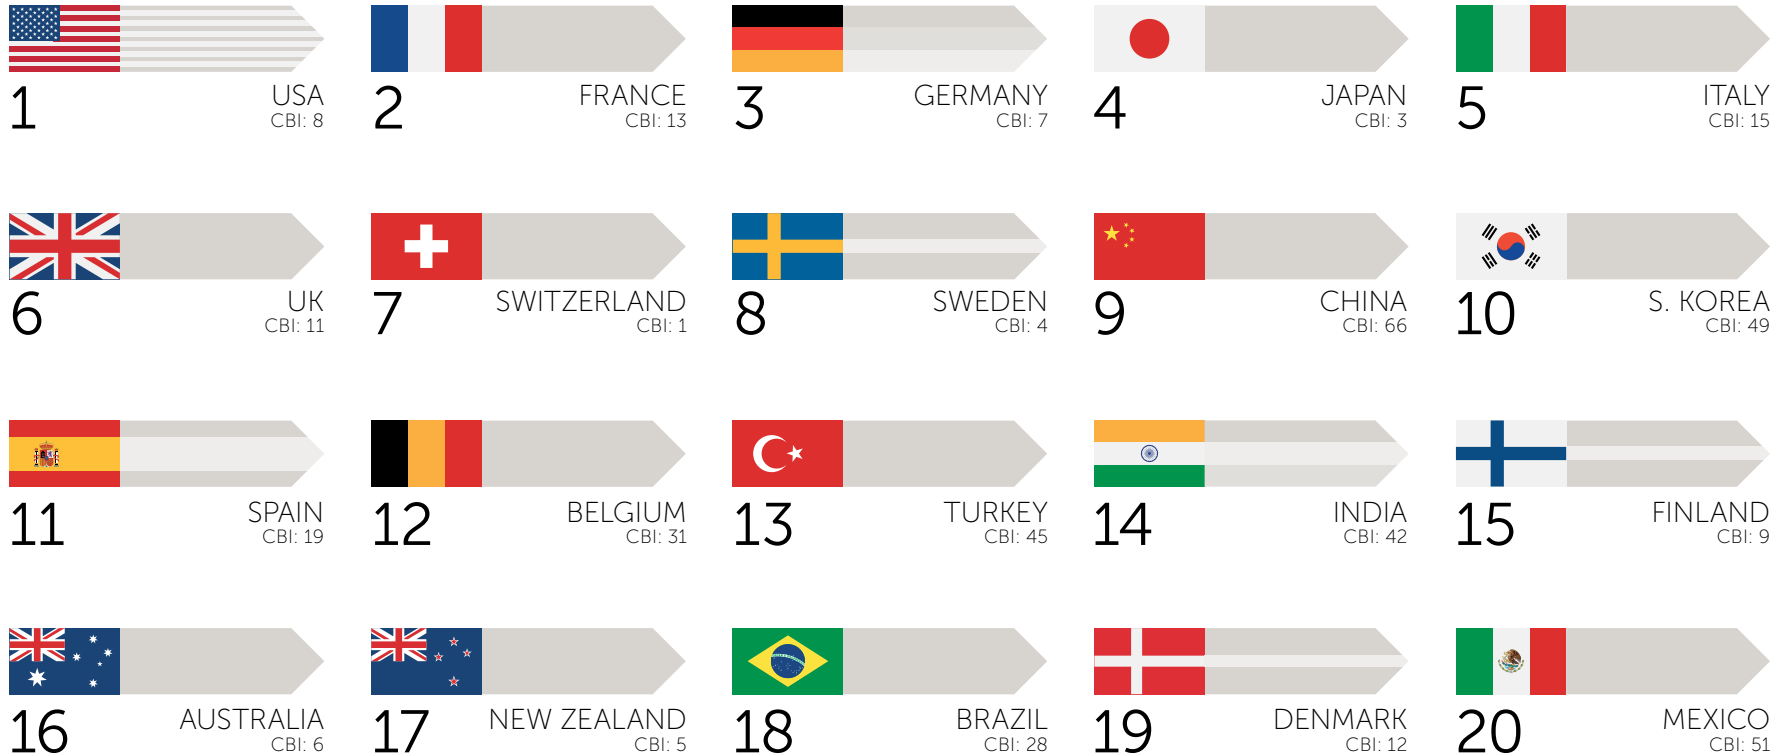 1 USA
CBI: 8
2 FRANCE
CBI: 13
3 GERMANY
CBI: 7
4 JAPAN
CBI: 3
5 ITALY
CBI: 15
6 UK
CBI: 11
7 SWITZERLAND
CBI: 1
8 SWEDEN
CBI: 4
9 CHINA
CBI: 66
10 S. KOREA
CBI: 49
11 SPAIN
CBI: 19
12 BELGIUM
CBI: 31
13 TURKEY
CBI: 45
14 INDIA
CBI: 42
15 FINLAND
CBI: 9
16 AUSTRALIA
CBI: 6
17 NEW ZEALAND
CBI: 5
18 BRAZIL
CBI: 28
19 DENMARK
CBI: 12
20 MEXICO
CBI: 51